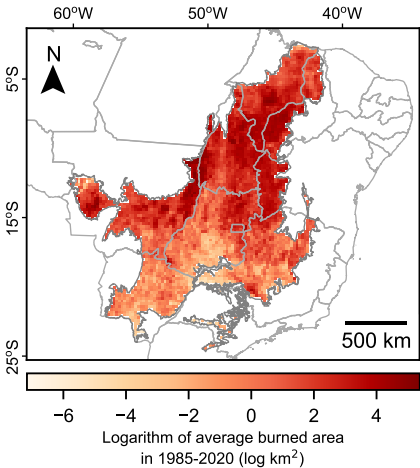 60°W 50°W 40°W
N
5°S
15°S
25°S
500 km
−6 −4 −2 0 2 4
Logarithm of average burned area
in 1985-2020 (log km²)